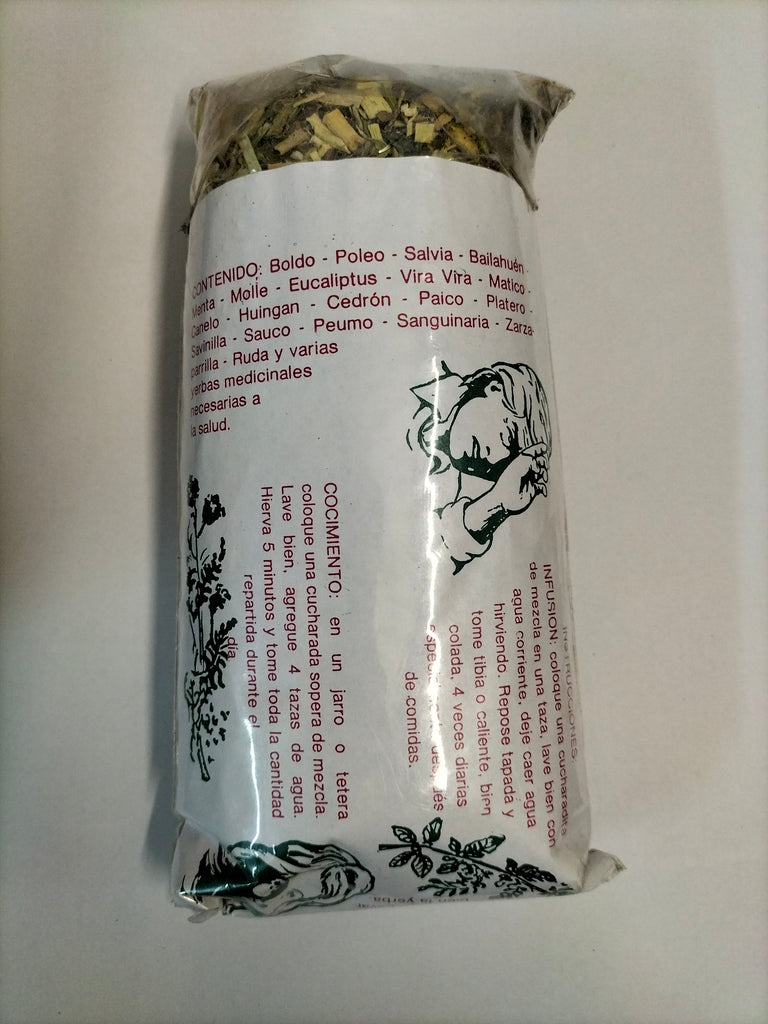 CONTENIDO: Boldo - Poleo - Salvia - Bailahuén -
Menta - Molle - Eucaliptus - Vira Vira - Matico -
Canelo - Huingan - Cedrón - Paico - Platero -
Savinilla - Sauco - Peumo - Sanguinaria - Zarza-
parrilla - Ruda y varias
yerbas medicinales
necesarias a
la salud.
INSTRUCCIONES:
INFUSION: coloque una cucharadita
de mezcla en una taza, lave bien con
agua corriente, deje caer agua
hirviendo. Repose tapada y
tome tibia o caliente, bien
colada, 4 veces diarias
después
de comidas.
COCIMIENTO: en un jarro o tetera
coloque una cucharada sopera de mezcla.
Lave bien, agregue 4 tazas de agua.
Hierva 5 minutos y tome toda la cantidad
repartida durante el
día
bien la yerba